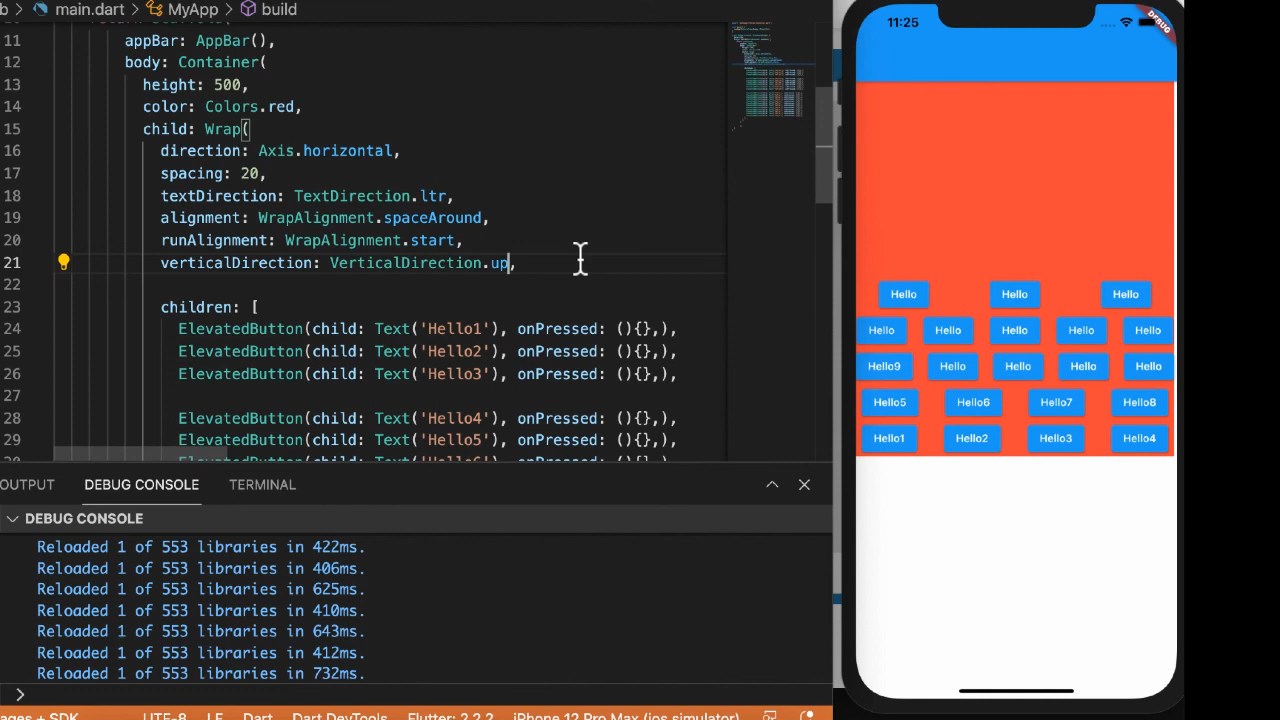 b main.dart MyApp build
11 appBar: AppBar(),
12 body: Container(
13 height: 500,
14 color: Colors.red,
15 child: Wrap(
16 direction: Axis.horizontal,
17 spacing: 20,
18 textDirection: TextDirection.ltr,
19 alignment: WrapAlignment.spaceAround,
20 runAlignment: WrapAlignment.start,
21 verticalDirection: VerticalDirection.up,
22
23 children: [
24 ElevatedButton(child: Text('Hello1'), onPressed: (){},),
25 ElevatedButton(child: Text('Hello2'), onPressed: (){},),
26 ElevatedButton(child: Text('Hello3'), onPressed: (){},),
27
28 ElevatedButton(child: Text('Hello4'), onPressed: (){},),
29 ElevatedButton(child: Text('Hello5'), onPressed: (){},),
OUTPUT DEBUG CONSOLE TERMINAL
DEBUG CONSOLE
Reloaded 1 of 553 libraries in 422ms.
Reloaded 1 of 553 libraries in 406ms.
Reloaded 1 of 553 libraries in 625ms.
Reloaded 1 of 553 libraries in 410ms.
Reloaded 1 of 553 libraries in 643ms.
Reloaded 1 of 553 libraries in 412ms.
Reloaded 1 of 553 libraries in 732ms.
ages + SDK UTF-8 LF Dart Dart DevTools Flutter: 2.2.2 iPhone 12 Pro Max (ios simulator)
11:25
DEBUG
Hello Hello Hello
Hello Hello Hello Hello Hello
Hello9 Hello Hello Hello Hello
Hello5 Hello6 Hello7 Hello8
Hello1 Hello2 Hello3 Hello4